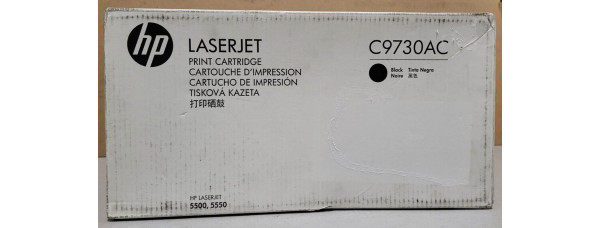 hp
LASERJET
PRINT CARTRIDGE
CARTOUCHE D'IMPRESSION
CARTUCHO DE IMPRESIÓN
TISKOVÁ KAZETA
打印硒鼓
C9730AC
Black Tinta Negra
Noire 黑色
HP LASERJET
5500, 5550